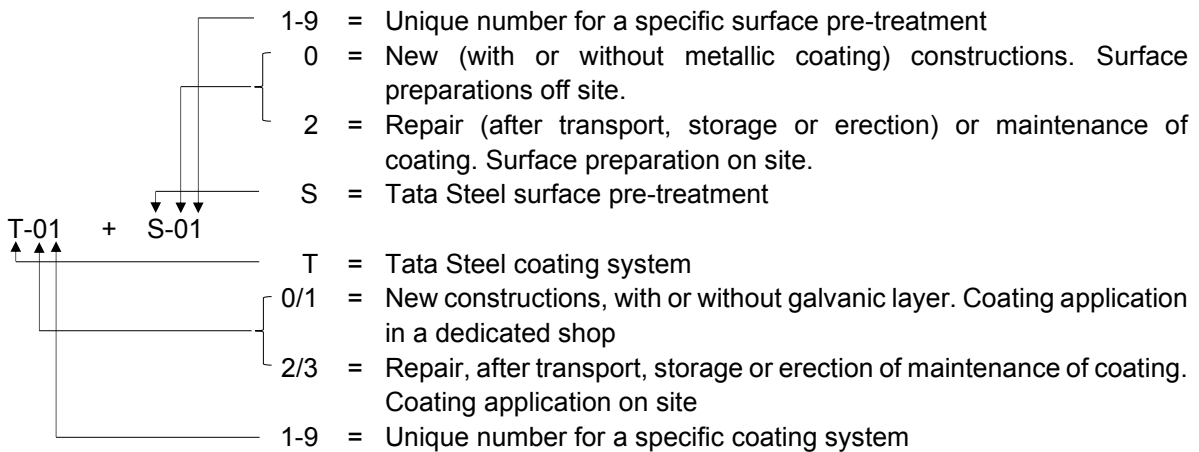 1-9 = Unique number for a specific surface pre-treatment
0 = New (with or without metallic coating) constructions. Surface
preparations off site.
2 = Repair (after transport, storage or erection) or maintenance of
coating. Surface preparation on site.
S = Tata Steel surface pre-treatment
T-01 + S-01
T = Tata Steel coating system
0/1 = New constructions, with or without galvanic layer. Coating application
in a dedicated shop
2/3 = Repair, after transport, storage or erection of maintenance of coating.
Coating application on site
1-9 = Unique number for a specific coating system